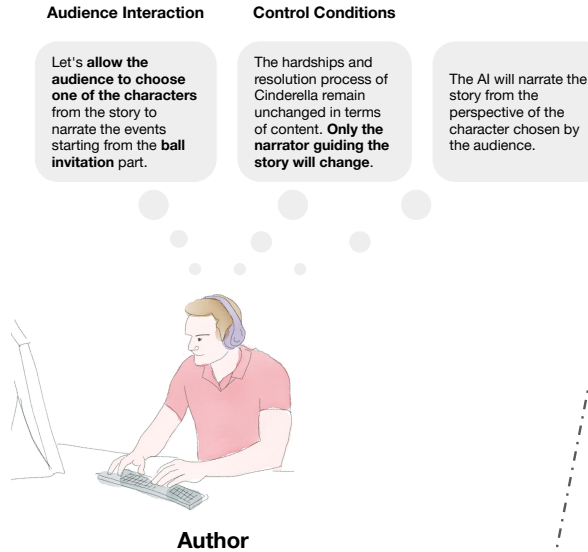 Audience Interaction
Control Conditions
Let's allow the
audience to choose
one of the characters
from the story to
narrate the events
starting from the ball
invitation part.
The hardships and
resolution process of
Cinderella remain
unchanged in terms
of content. Only the
narrator guiding the
story will change.
The AI will narrate the
story from the
perspective of the
character chosen by
the audience.
Author